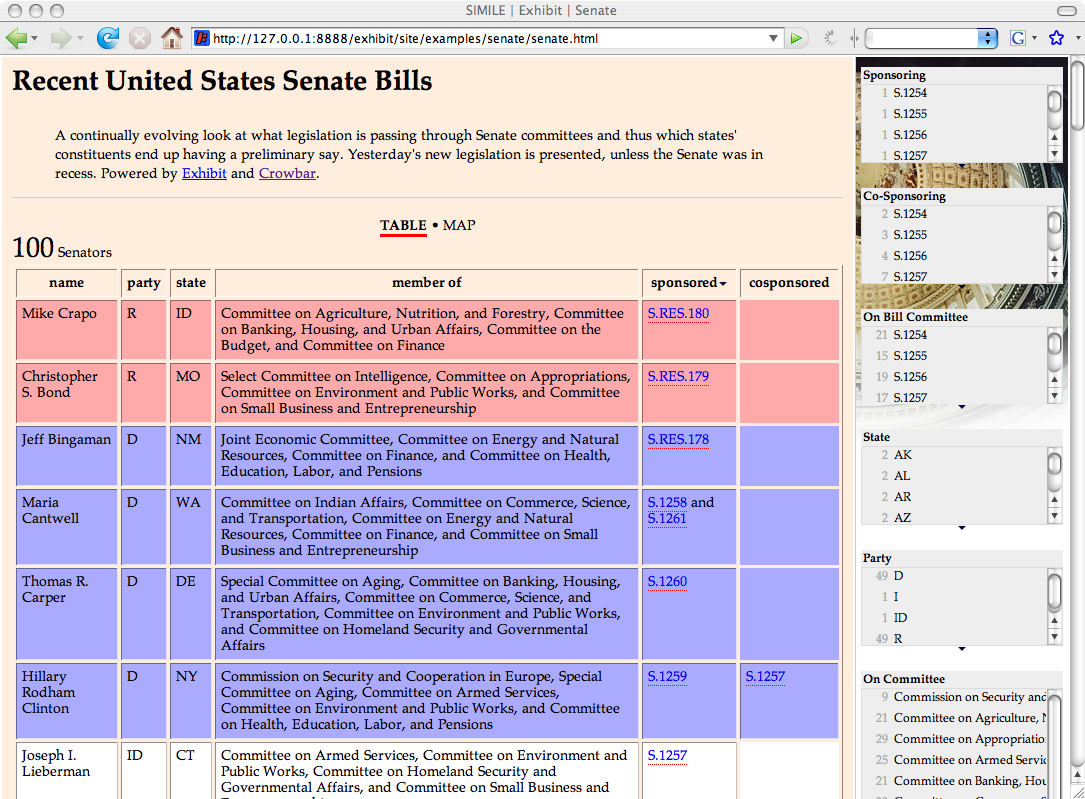 SIMILE | Exhibit | Senate
http://127.0.0.1:8888/exhibit/site/examples/senate/senate.html
G
Recent United States Senate Bills
A continually evolving look at what legislation is passing through Senate committees and thus which states'
constituents end up having a preliminary say. Yesterday's new legislation is presented, unless the Senate was in
recess. Powered by Exhibit and Crowbar.
TABLE • MAP
100 Senators
name party state member of sponsored cosponsored
Mike Crapo R ID Committee on Agriculture, Nutrition, and Forestry, Committee S.RES.180
on Banking, Housing, and Urban Affairs, Committee on the
Budget, and Committee on Finance
Christopher R MO Select Committee on Intelligence, Committee on Appropriations, S.RES.179
S. Bond Committee on Environment and Public Works, and Committee
on Small Business and Entrepreneurship
Jeff Bingaman D NM Joint Economic Committee, Committee on Energy and Natural S.RES.178
Resources, Committee on Finance, and Committee on Health,
Education, Labor, and Pensions
Maria D WA Committee on Indian Affairs, Committee on Commerce, Science, S.1258 and
Cantwell and Transportation, Committee on Energy and Natural S.1261
Resources, Committee on Finance, and Committee on Small
Business and Entrepreneurship
Thomas R. D DE Special Committee on Aging, Committee on Banking, Housing, S.1260
Carper and Urban Affairs, Committee on Commerce, Science, and
Transportation, Committee on Environment and Public Works,
and Committee on Homeland Security and Governmental
Affairs
Hillary D NY Commission on Security and Cooperation in Europe, Special S.1259 S.1257
Rodham Committee on Aging, Committee on Armed Services,
Clinton Committee on Environment and Public Works, and Committee
on Health, Education, Labor, and Pensions
Joseph I. ID CT Committee on Armed Services, Committee on Environment and S.1257
Lieberman Public Works, Committee on Homeland Security and
Governmental Affairs, and Committee on Small Business and
Sponsoring
1 S.1254
1 S.1255
1 S.1256
1 S.1257
Co-Sponsoring
2 S.1254
3 S.1255
4 S.1256
7 S.1257
On Bill Committee
21 S.1254
15 S.1255
19 S.1256
17 S.1257
State
2 AK
2 AL
2 AR
2 AZ
Party
49 D
1 I
1 ID
49 R
On Committee
9 Commission on Security and
21 Committee on Agriculture,
29 Committee on Appropriatio
25 Committee on Armed Servic
21 Committee on Banking, Hou